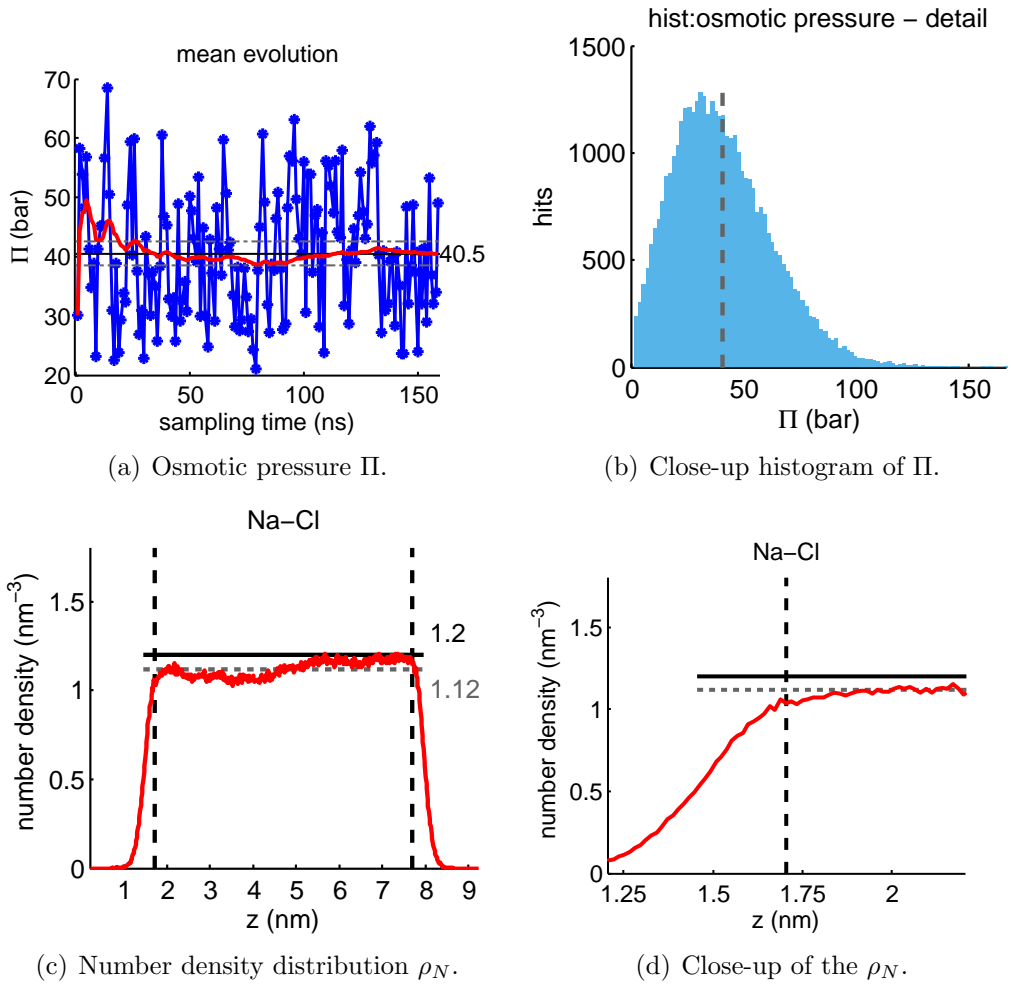 mean evolution
70
60
50
40
30
20
Π (bar)
40.5
0 50 100 150
sampling time (ns)
(a) Osmotic pressure Π.
hist:osmotic pressure − detail
1500
1000
500
0
hits
0 50 100 150
Π (bar)
(b) Close-up histogram of Π.
Na−Cl
1.5
1
0.5
0
number density (nm⁻³)
1.2
1.12
1 2 3 4 5 6 7 8 9
z (nm)
(c) Number density distribution ρ_N.
Na−Cl
1.5
1
0.5
0
number density (nm⁻³)
1.25 1.5 1.75 2
z (nm)
(d) Close-up of the ρ_N.